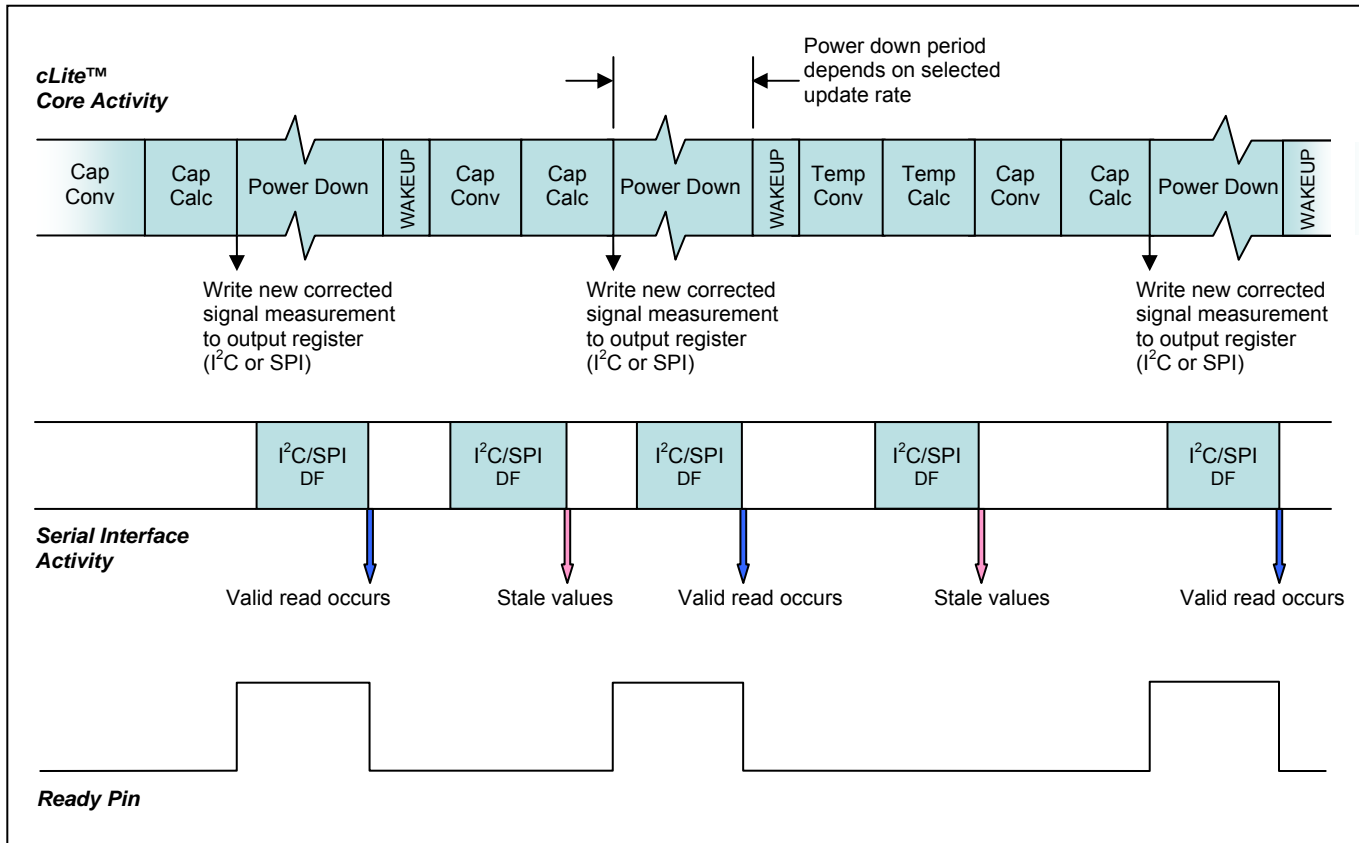 cLite™
Core Activity
Power down period
depends on selected
update rate
Cap
Conv
Cap
Calc
Power Down
WAKEUP
Cap
Conv
Cap
Calc
Power Down
WAKEUP
Temp
Conv
Temp
Calc
Cap
Conv
Cap
Calc
Power Down
WAKEUP
Write new corrected
signal measurement
to output register
(I²C or SPI)
Write new corrected
signal measurement
to output register
(I²C or SPI)
Write new corrected
signal measurement
to output register
(I²C or SPI)
I²C/SPI
DF
I²C/SPI
DF
I²C/SPI
DF
I²C/SPI
DF
I²C/SPI
DF
Serial Interface
Activity
Valid read occurs
Stale values
Valid read occurs
Stale values
Valid read occurs
Ready Pin